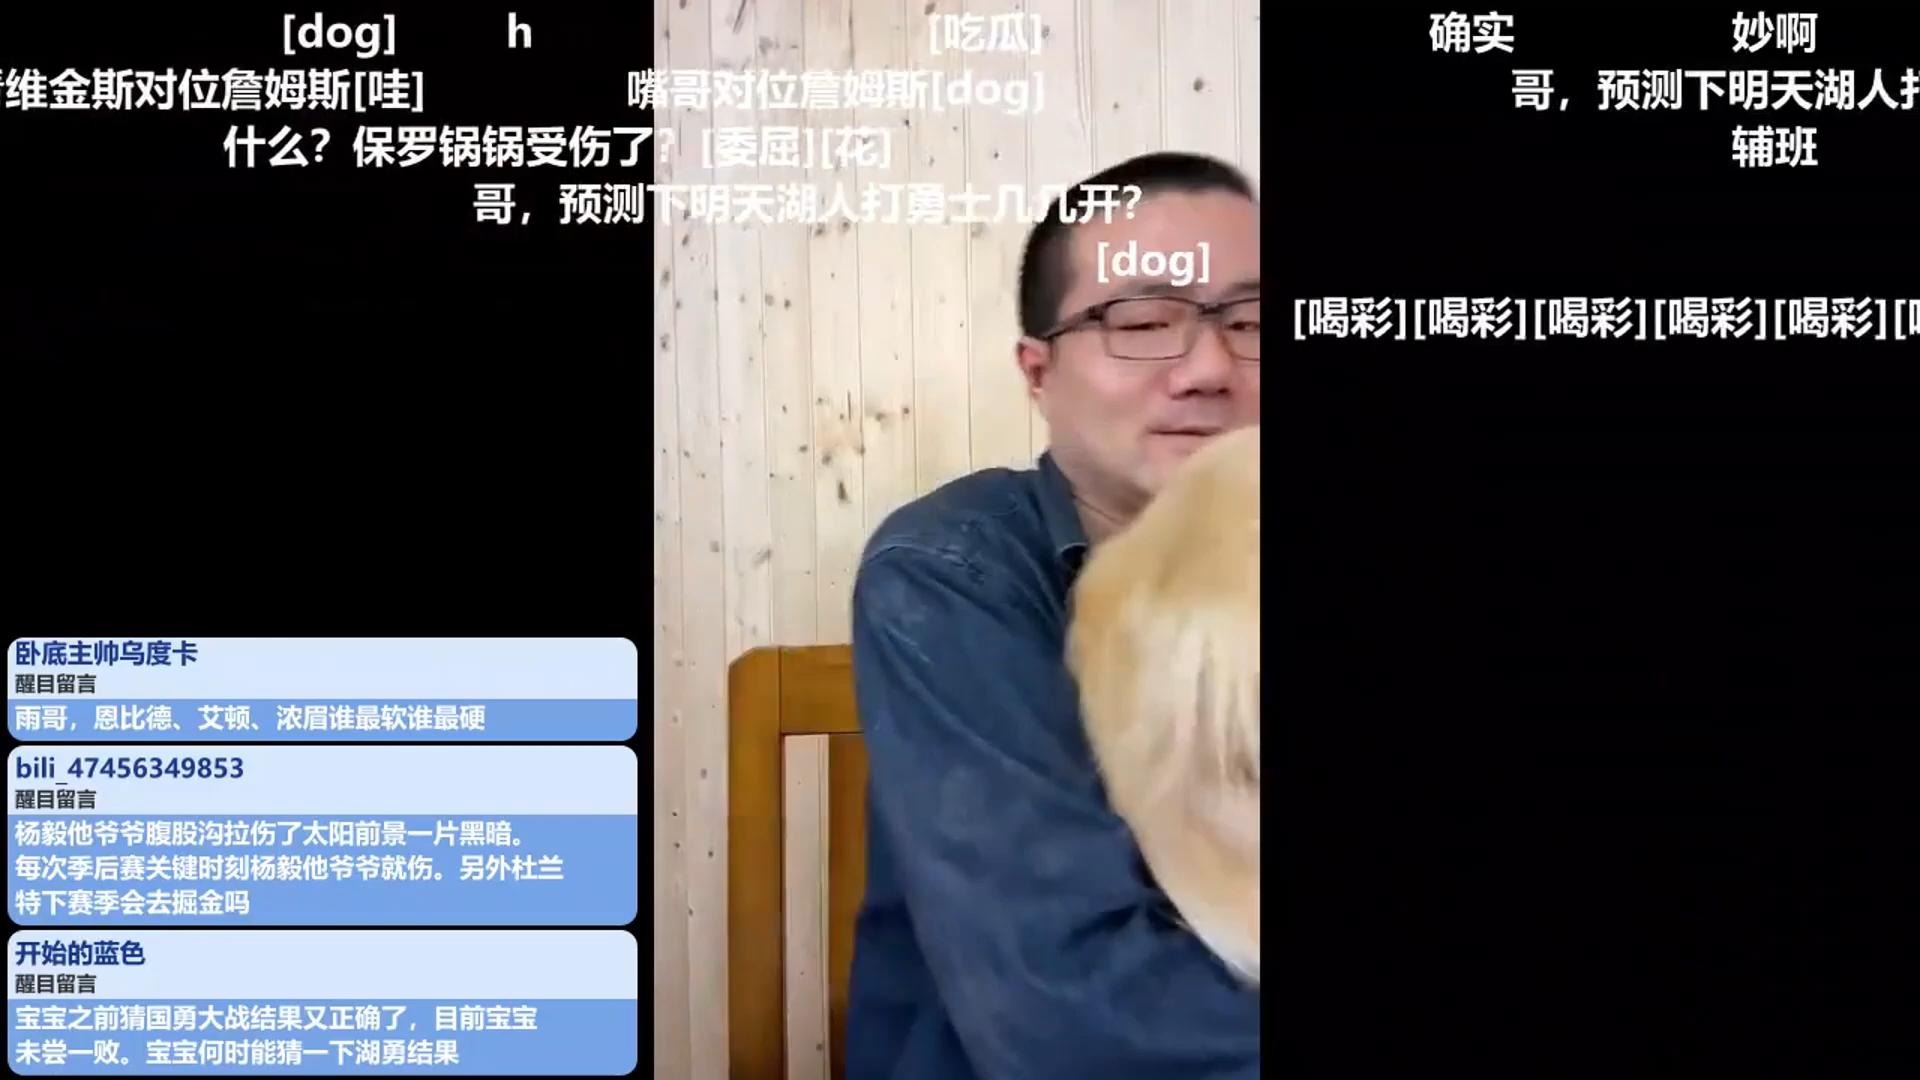 [dog]
h
[吃瓜]
确实
妙啊
维金斯对位詹姆斯[哇]
嘴哥对位詹姆斯[dog]
哥，预测下明天湖人打
什么？保罗锅锅受伤了？[委屈][花]
辅班
哥，预测下明天湖人打勇士几几开？
[dog]
[喝彩][喝彩][喝彩][喝彩][喝彩][
卧底主帅乌度卡
醒目留言
雨哥，恩比德、艾顿、浓眉谁最软谁最硬
bili_47456349853
醒目留言
杨毅他爷爷腹股沟拉伤了太阳前景一片黑暗。
每次季后赛关键时刻杨毅他爷爷就伤。另外杜兰
特下赛季会去掘金吗
开始的蓝色
醒目留言
宝宝之前猜国勇大战结果又正确了，目前宝宝
未尝一败。宝宝何时能猜一下湖勇结果